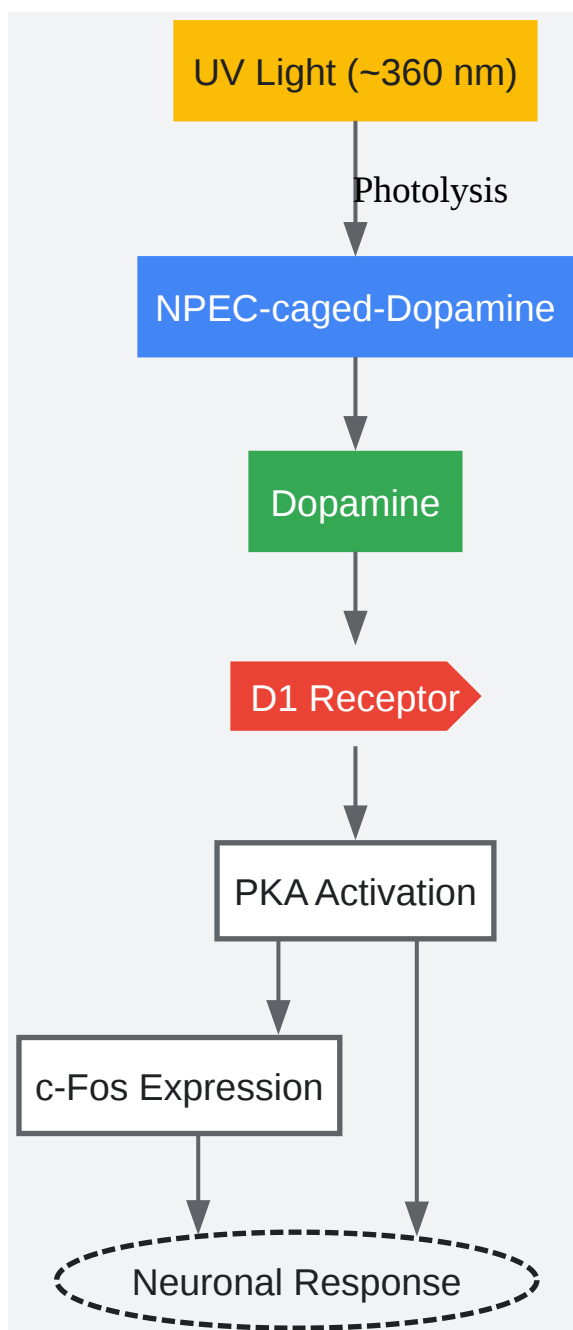 UV Light (~360 nm)
Photolysis
NPEC-caged-Dopamine
Dopamine
D1 Receptor
PKA Activation
c-Fos Expression
Neuronal Response